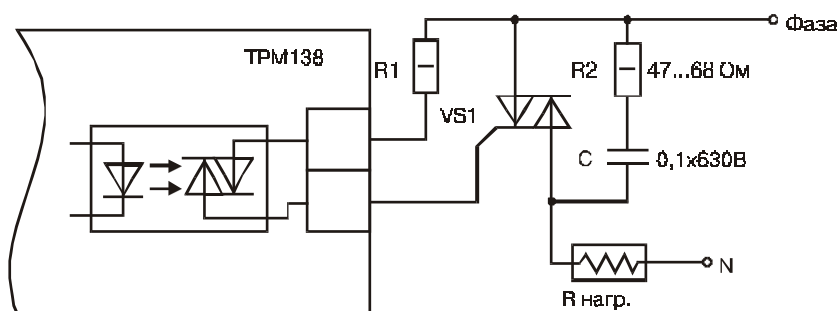 Фаза
ТРМ138
R1
R2
47...68 Ом
VS1
C
0,1х630В
N
R нагр.